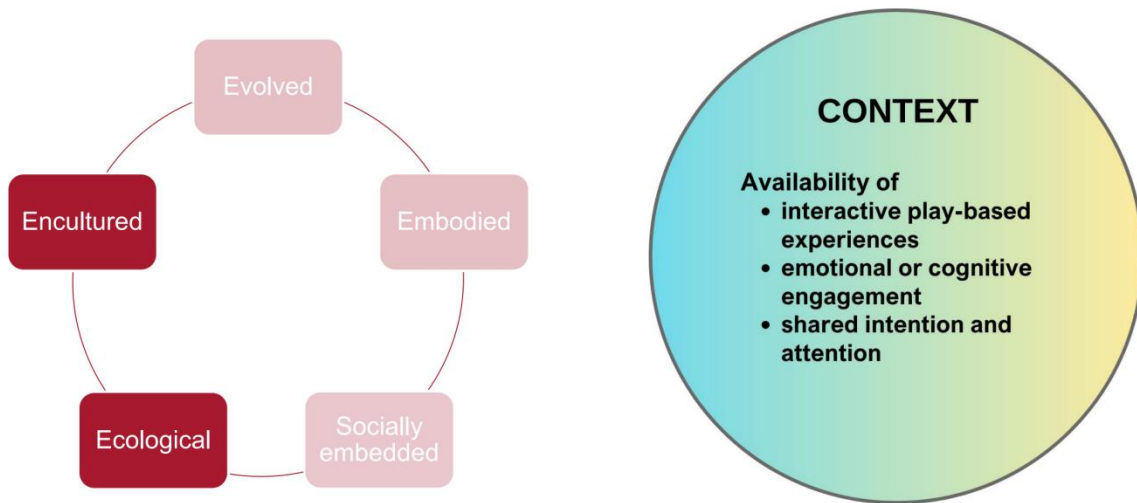 Evolved
Encultured
Embodied
Ecological
Socially
embedded
CONTEXT
Availability of
• interactive play-based
experiences
• emotional or cognitive
engagement
• shared intention and
attention